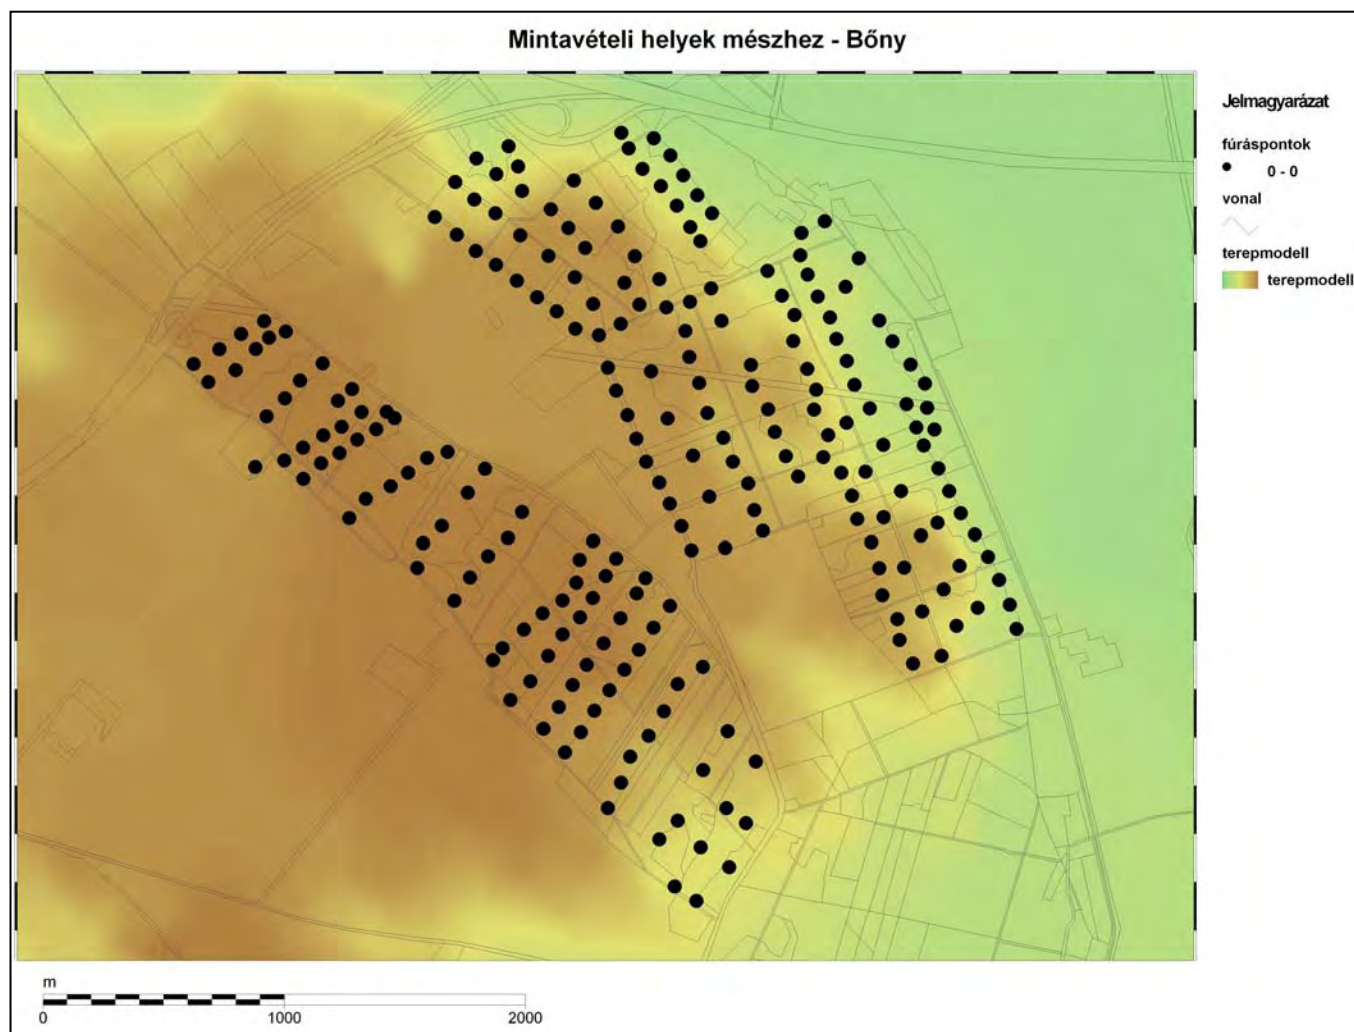 Mintavételi helyek mészhez - Bőny
Jelmagyarázat
fúráspontok
0 - 0
vonal
terepmodell
terepmodell
m
0 1000 2000